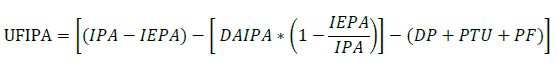 UFIPA = [(IPA − IEPA) − [ DAIPA ∗ (1 − IEPA/IPA)] − (DP + PTU + PF)]